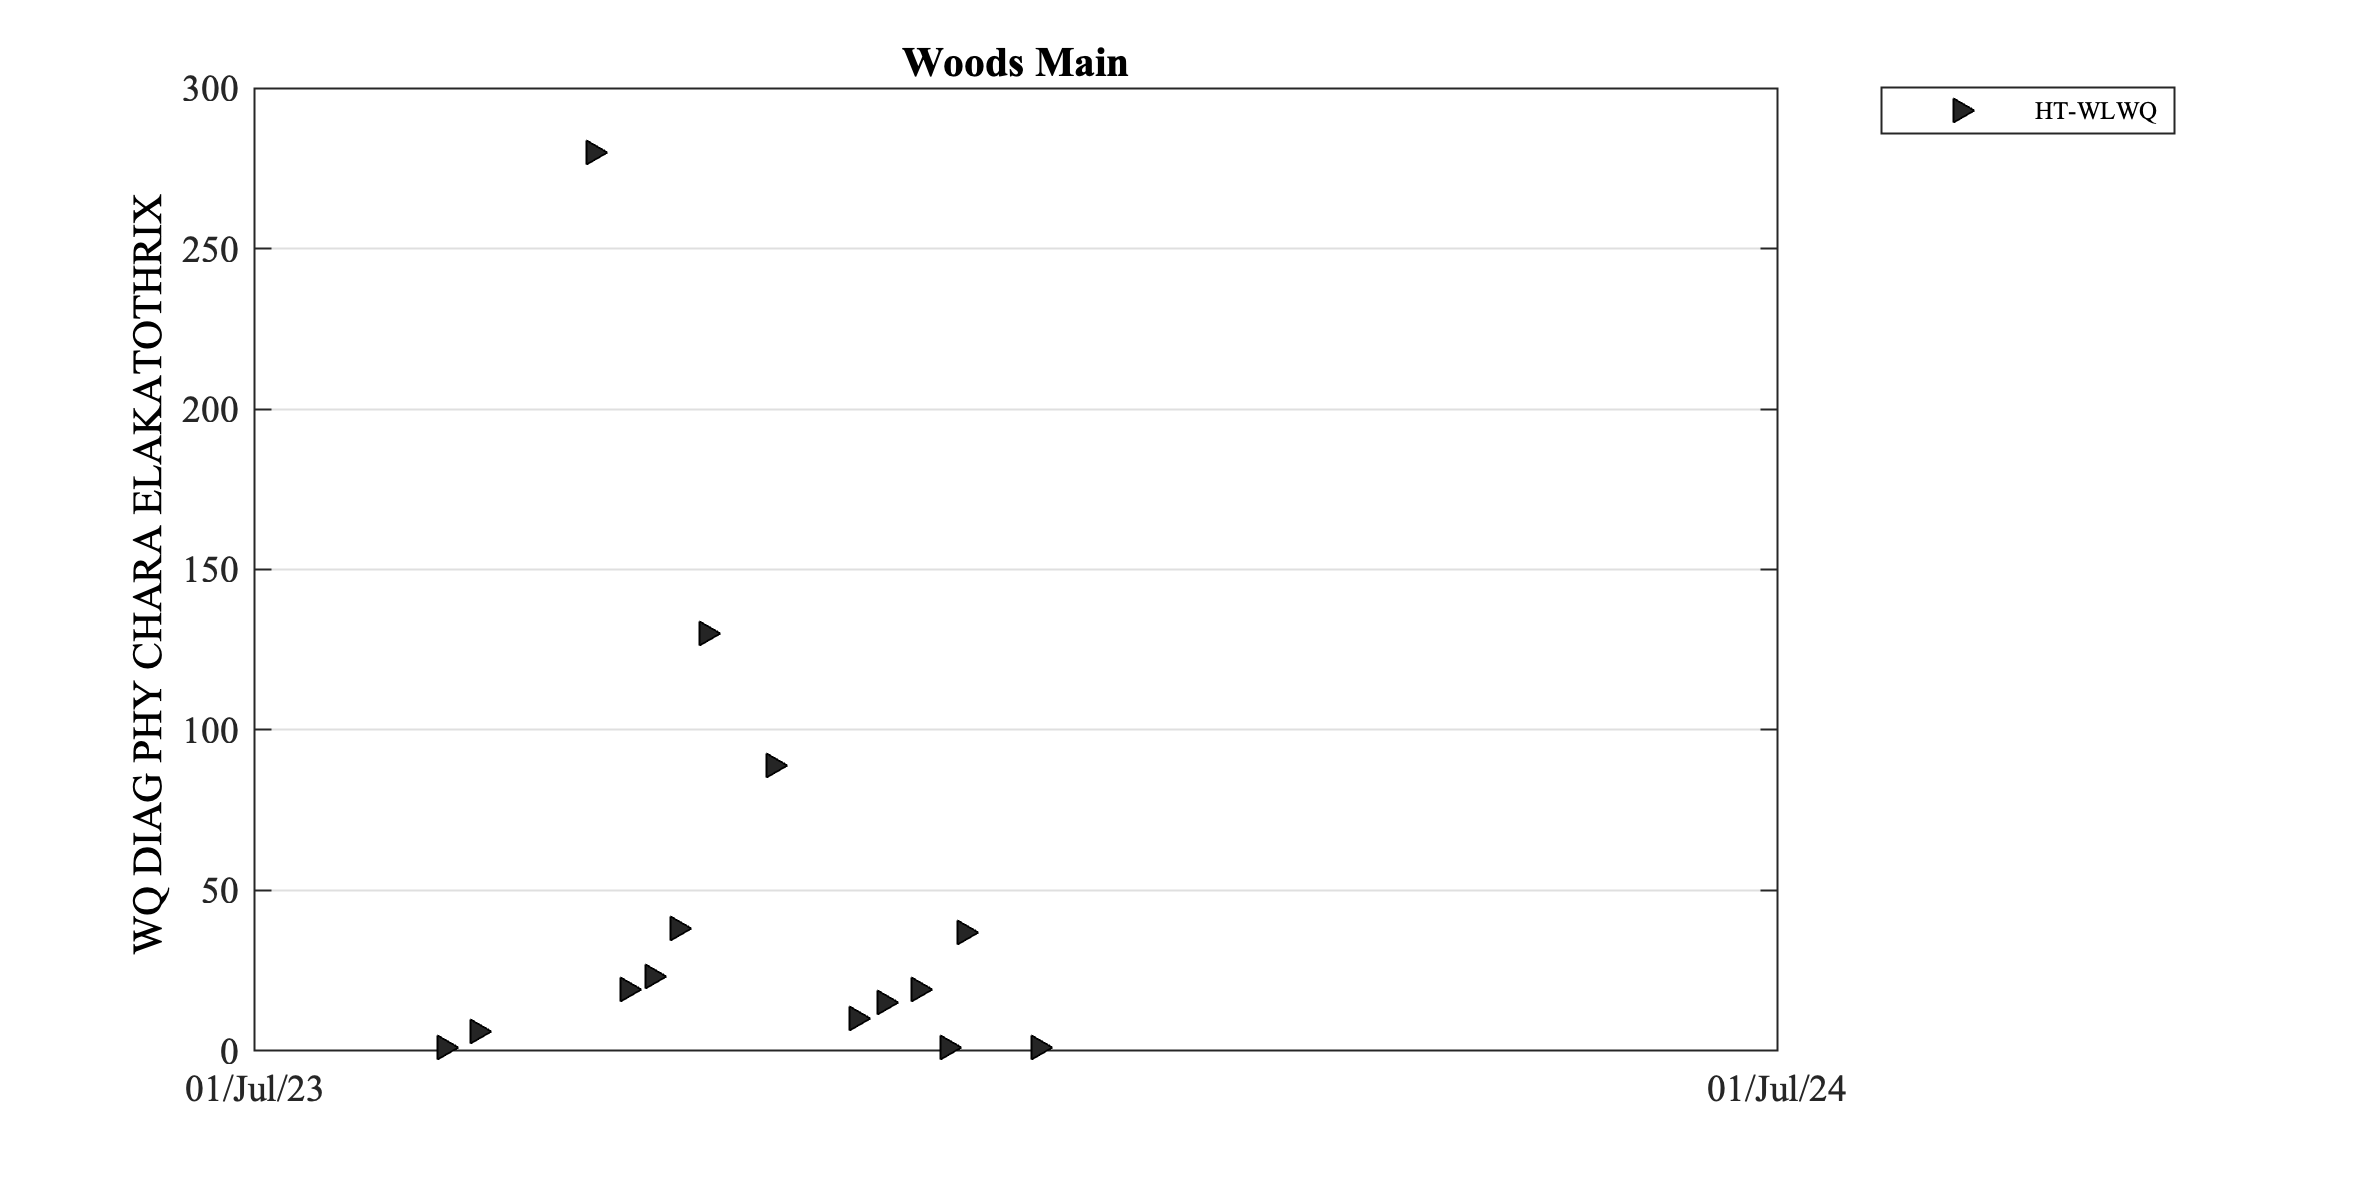 Woods Main
HT-WLWQ
WQ DIAG PHY CHARA ELAKATOTHRIX
300
250
200
150
100
50
0
01/Jul/23
01/Jul/24